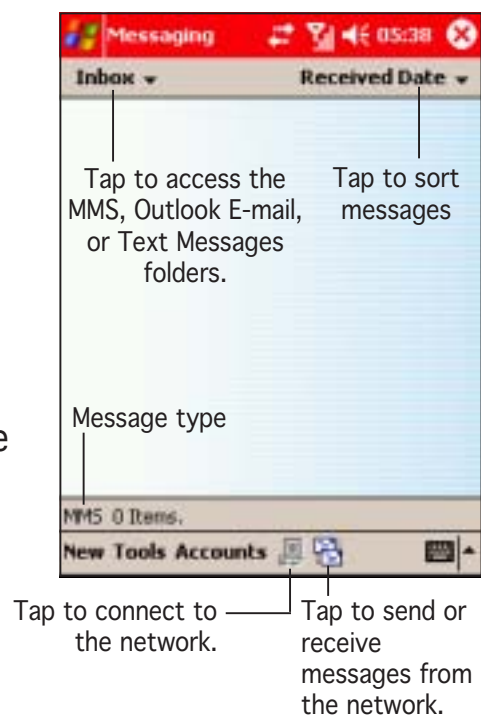 Messaging 05:38
Inbox Received Date
Tap to access the
MMS, Outlook E-mail,
or Text Messages
folders.
Tap to sort
messages
Message type
e
MMS 0 Items.
New Tools Accounts
Tap to connect to
the network.
Tap to send or
receive
messages from
the network.